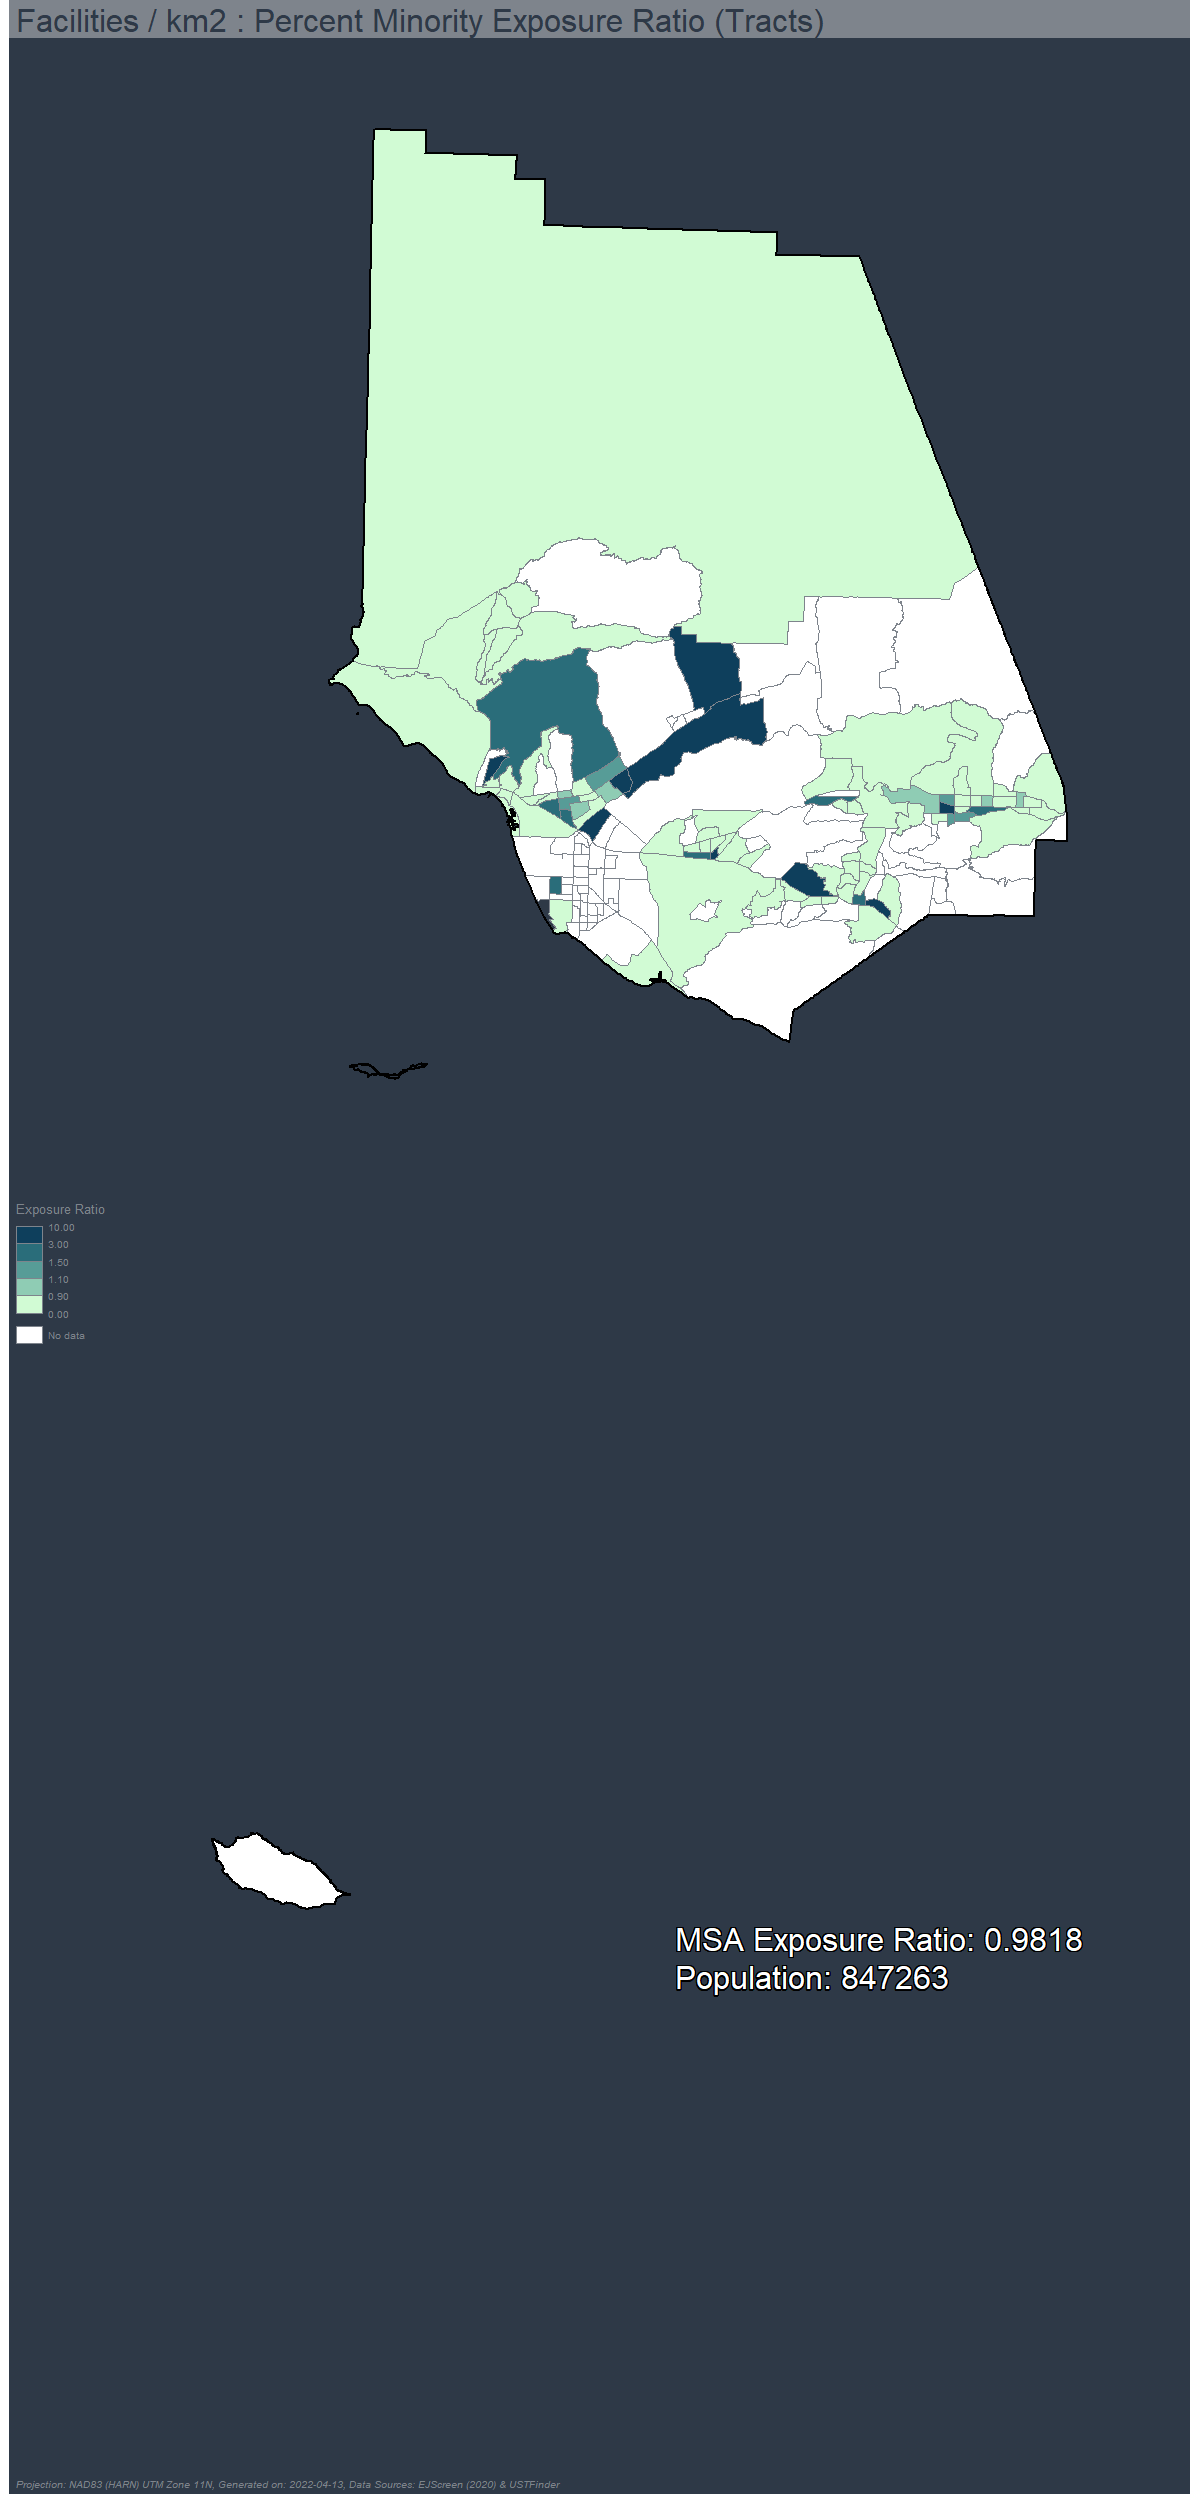 Facilities / km2 : Percent Minority Exposure Ratio (Tracts)
Exposure Ratio
10.00
3.00
1.50
1.10
0.90
0.00
No data
MSA Exposure Ratio: 0.9818
Population: 847263
Projection: NAD83 (HARN) UTM Zone 11N, Generated on: 2022-04-13, Data Sources: EJScreen (2020) & USTFinder